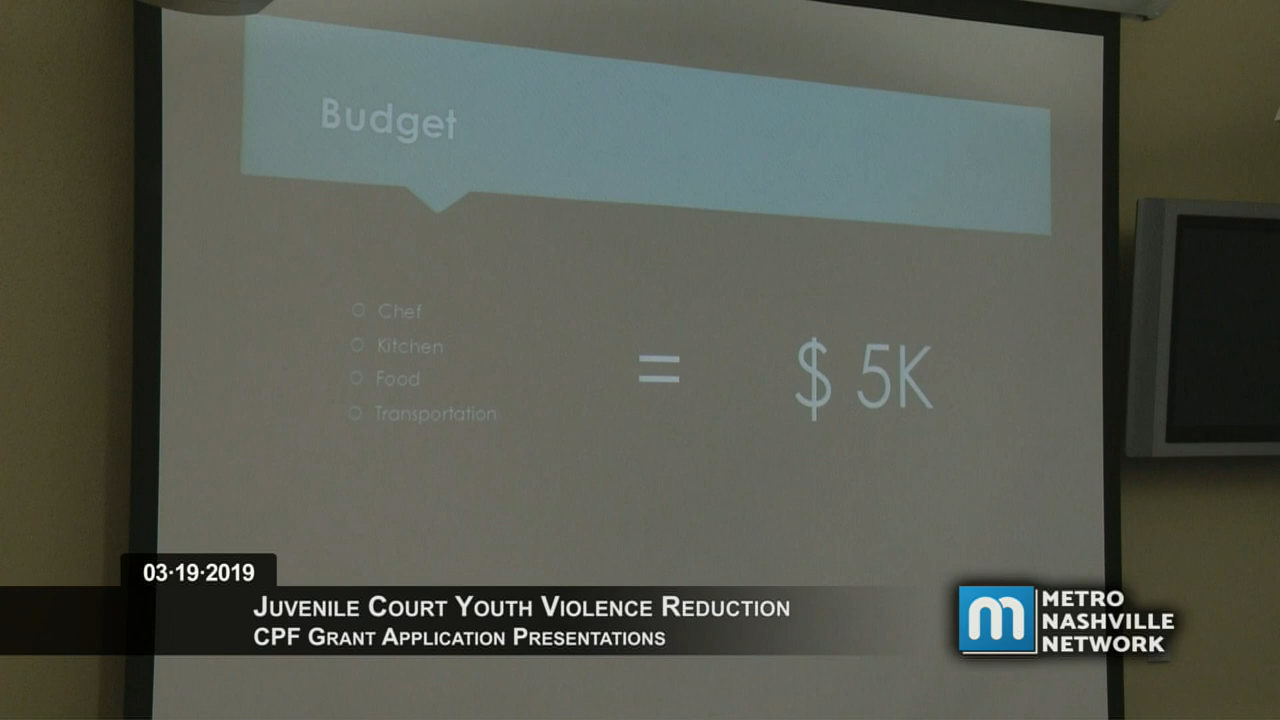 Budget
Chef
Kitchen
Food
Transportation
= $ 5K
03·19·2019
JUVENILE COURT YOUTH VIOLENCE REDUCTION
CPF GRANT APPLICATION PRESENTATIONS
METRO
NASHVILLE
NETWORK